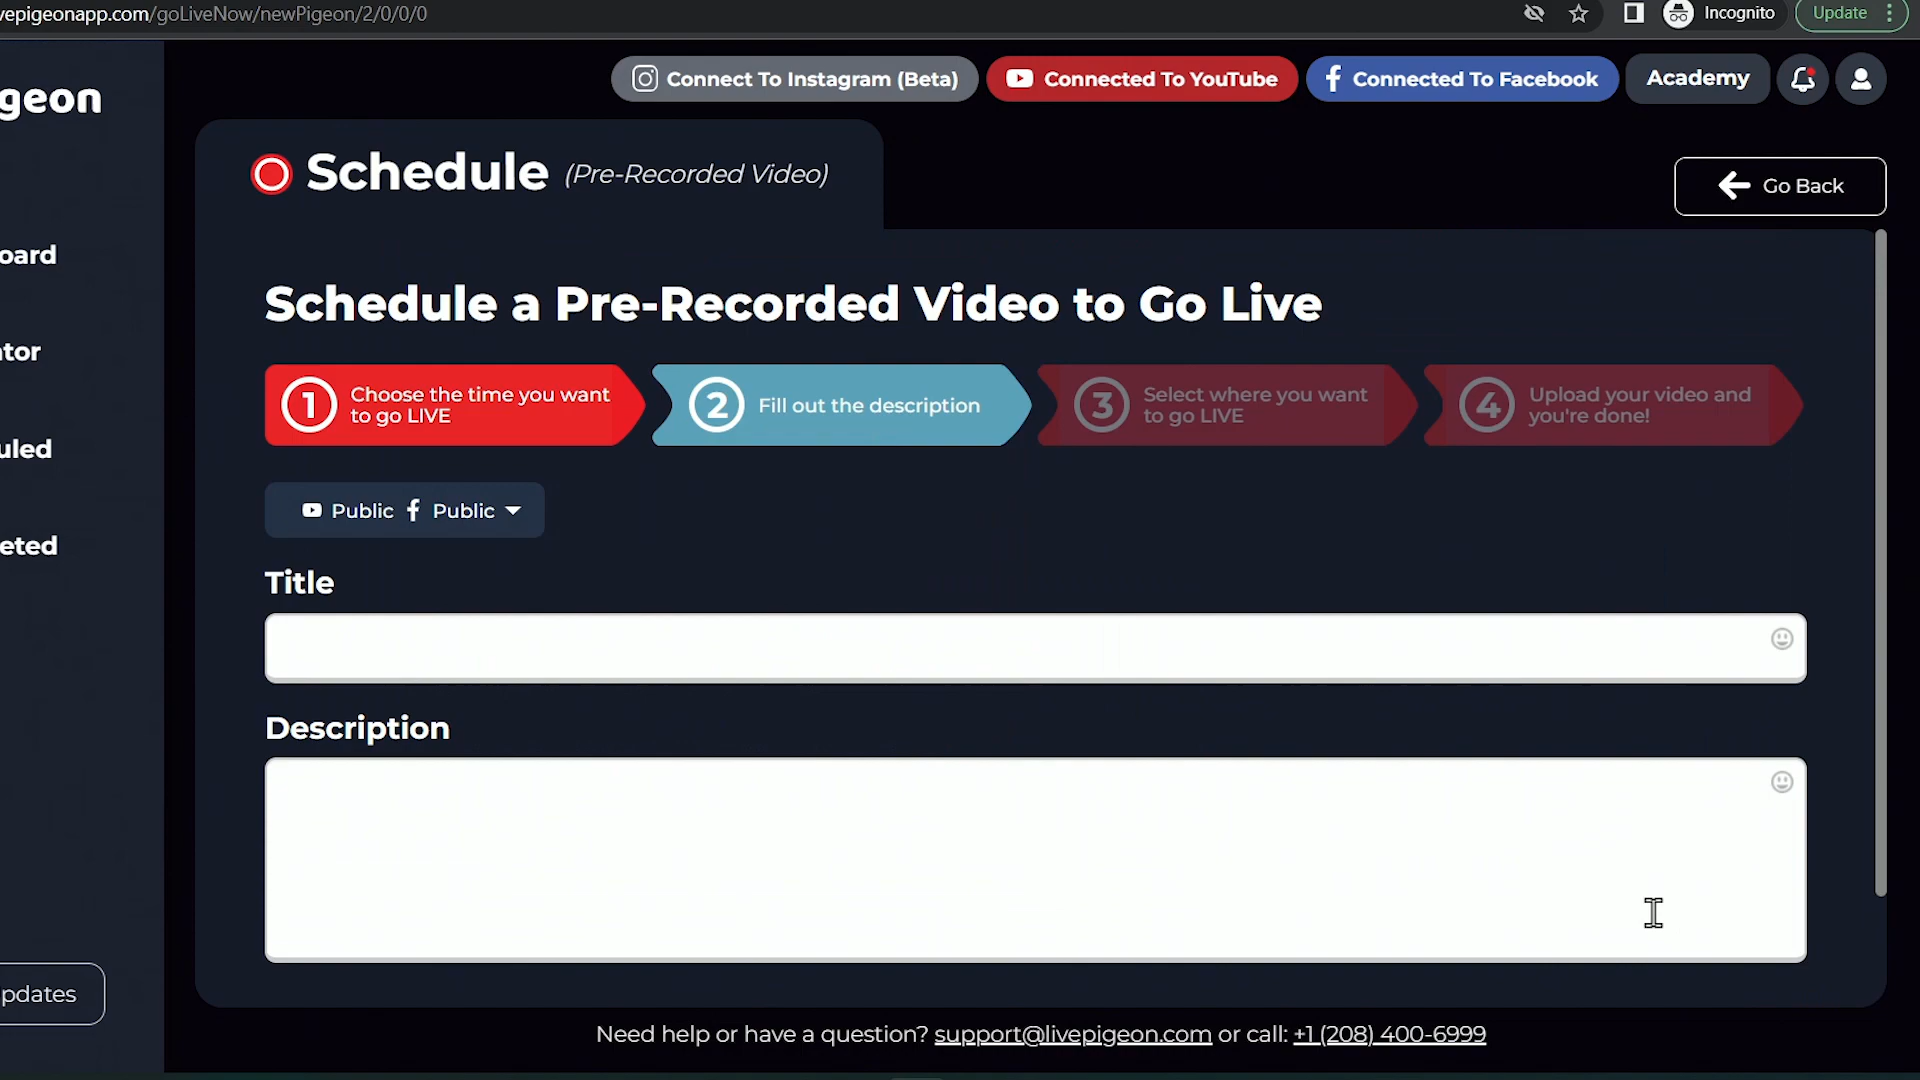 vepigeonapp.com/goLiveNow/newPigeon/2/0/0/0
Incognito
Update
geon
Connect To Instagram (Beta)
Connected To YouTube
Connected To Facebook
Academy
Schedule (Pre-Recorded Video)
Go Back
oard
ator
uled
eted
pdates
Schedule a Pre-Recorded Video to Go Live
1 Choose the time you want
to go LIVE
2 Fill out the description
3 Select where you want
to go LIVE
4 Upload your video and
you're done!
Public Public
Title
Description
Need help or have a question? support@livepigeon.com or call: +1 (208) 400-6999